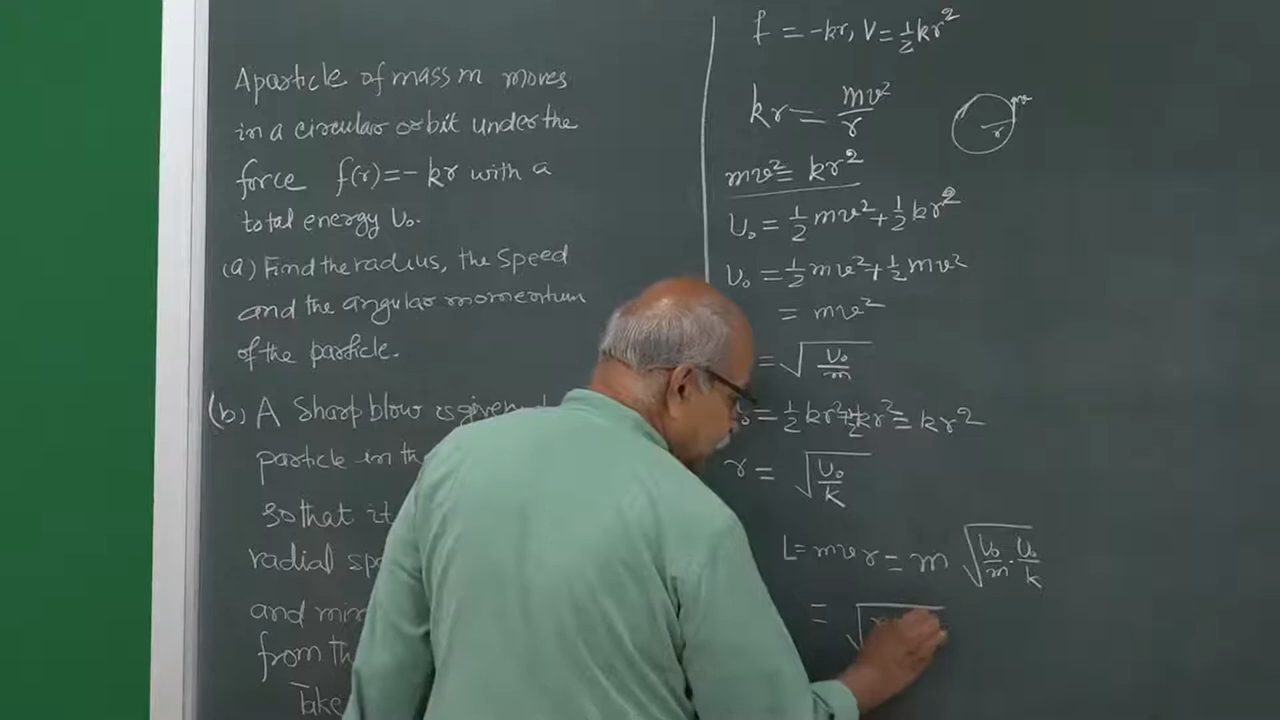 A particle of mass m moves
in a circular orbit under the
force f(r)=-kr with a
total energy U₀.
(a) Find the radius, the speed
and the angular momentum
of the particle.
(b) A Sharp blow is given
particle in th
so that it
radial sp
and min
from th
Take
f = -kr, V = ½kr²
kr = mv²/r
mv² = kr²
U₀ = ½mv² + ½kr²
U₀ = ½mv² + ½mv²
= mv²
= √(U₀/m)
= ½kr² + ½kr² = kr²
r = √(U₀/k)
L = mvr = m √(U₀/m · U₀/k)
= √
mv
r